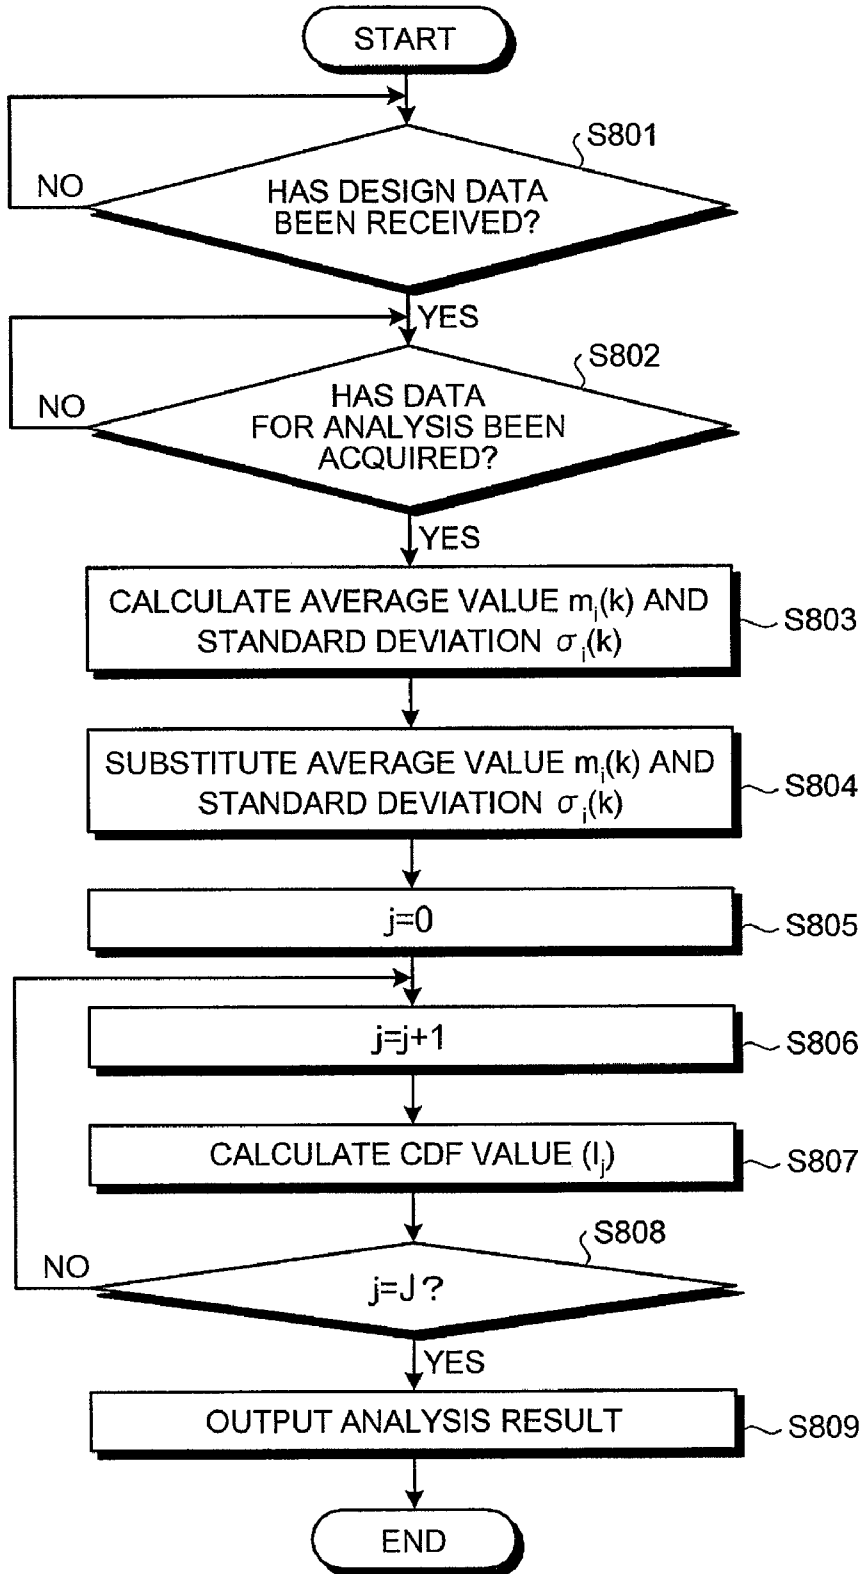 START
S801
NO
HAS DESIGN DATA
BEEN RECEIVED?
YES
S802
NO
HAS DATA
FOR ANALYSIS BEEN
ACQUIRED?
YES
CALCULATE AVERAGE VALUE mᵢ(k) AND
STANDARD DEVIATION σᵢ(k)
S803
SUBSTITUTE AVERAGE VALUE mᵢ(k) AND
STANDARD DEVIATION σᵢ(k)
S804
j=0
S805
j=j+1
S806
CALCULATE CDF VALUE (Iⱼ)
S807
S808
NO
j=J?
YES
OUTPUT ANALYSIS RESULT
S809
END